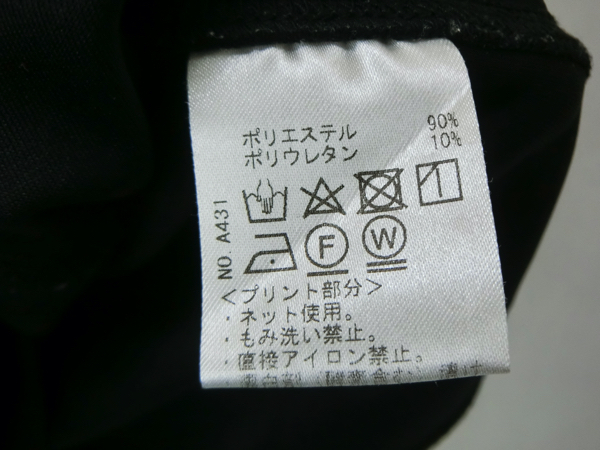 ポリエステル 90%
ポリウレタン 10%
NO. A431
F W
<プリント部分>
・ネット使用。
・もみ洗い禁止。
・直接アイロン禁止。